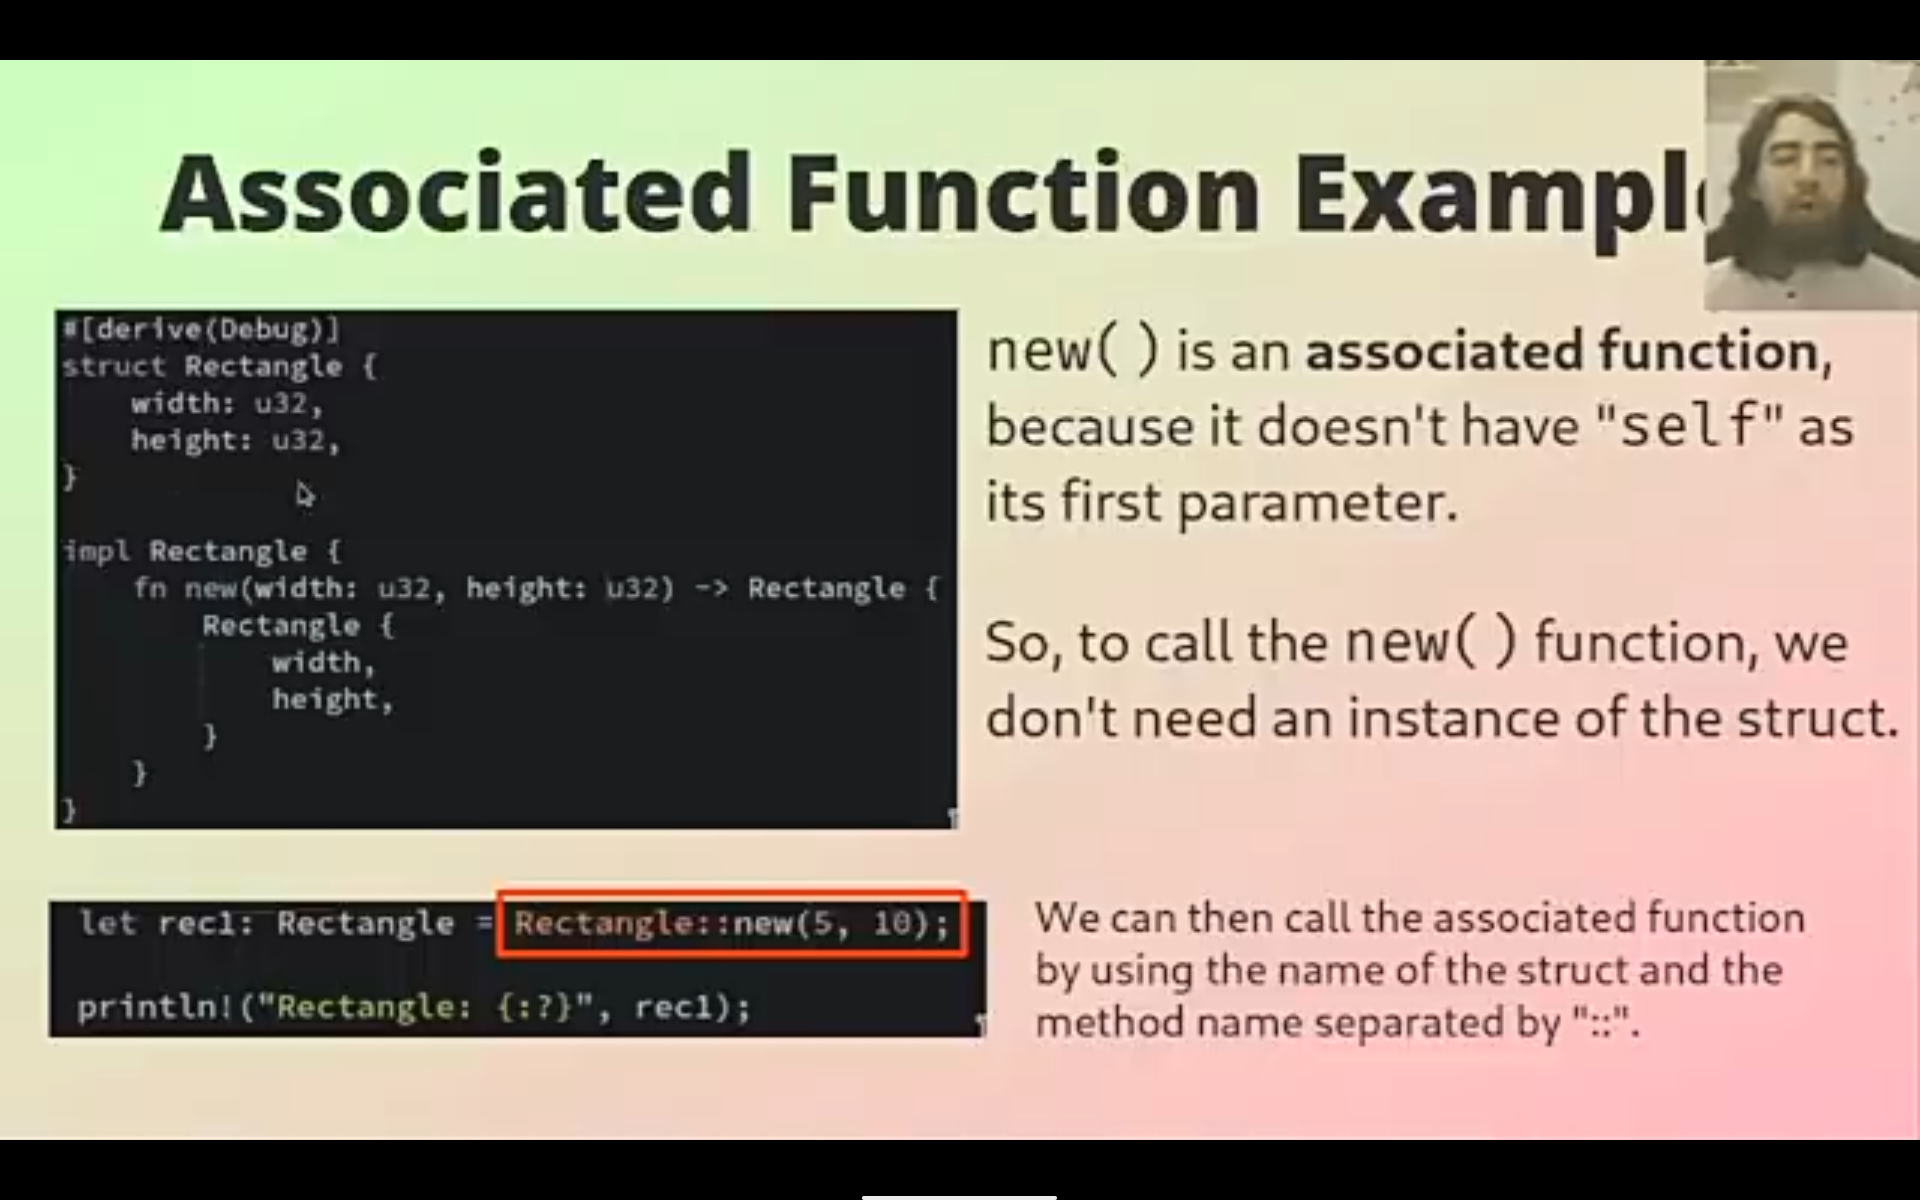 Associated Function Exampl
#[derive(Debug)]
struct Rectangle {
    width: u32,
    height: u32,
}
impl Rectangle {
    fn new(width: u32, height: u32) -> Rectangle {
        Rectangle {
            width,
            height,
        }
    }
}
new() is an associated function,
because it doesn't have "self" as
its first parameter.
So, to call the new() function, we
don't need an instance of the struct.
let rec1: Rectangle = Rectangle::new(5, 10);
println!("Rectangle: {:?}", rec1);
We can then call the associated function
by using the name of the struct and the
method name separated by "::".